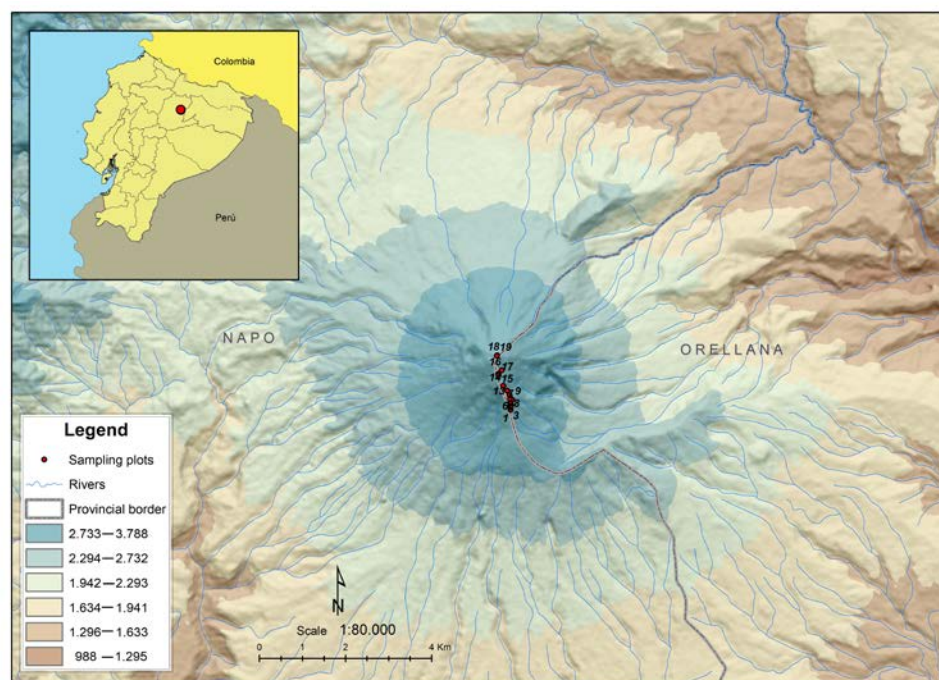 Colombia
Perú
NAPO
ORELLANA
18 19
16
17
14 15
13
9
6 8
1 3
Legend
Sampling plots
Rivers
Provincial border
2.733—3.788
2.294—2.732
1.942—2.293
1.634—1.941
1.296—1.633
988—1.295
N
Scale 1:80.000
0 1 2 4 Km